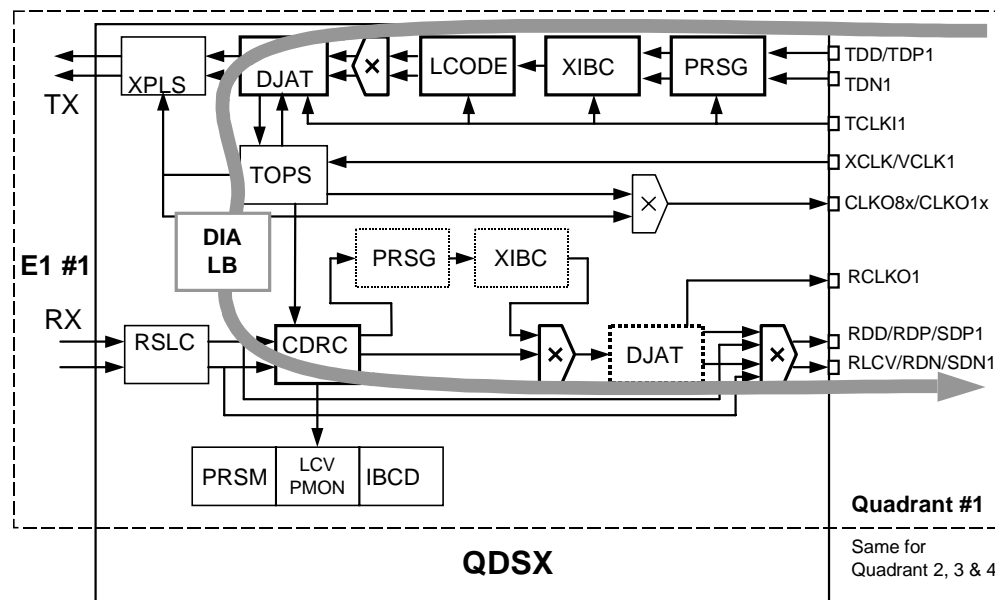 XPLS
DJAT
×
LCODE
XIBC
PRSG
TDD/TDP1
TDN1
TX
TCLKI1
TOPS
XCLK/VCLK1
×
CLKO8x/CLKO1x
DIA
LB
E1 #1
PRSG
XIBC
RCLKO1
RX
RSLC
CDRC
×
DJAT
×
RDD/RDP/SDP1
RLCV/RDN/SDN1
PRSM
LCV
PMON
IBCD
Quadrant #1
QDSX
Same for
Quadrant 2, 3 & 4